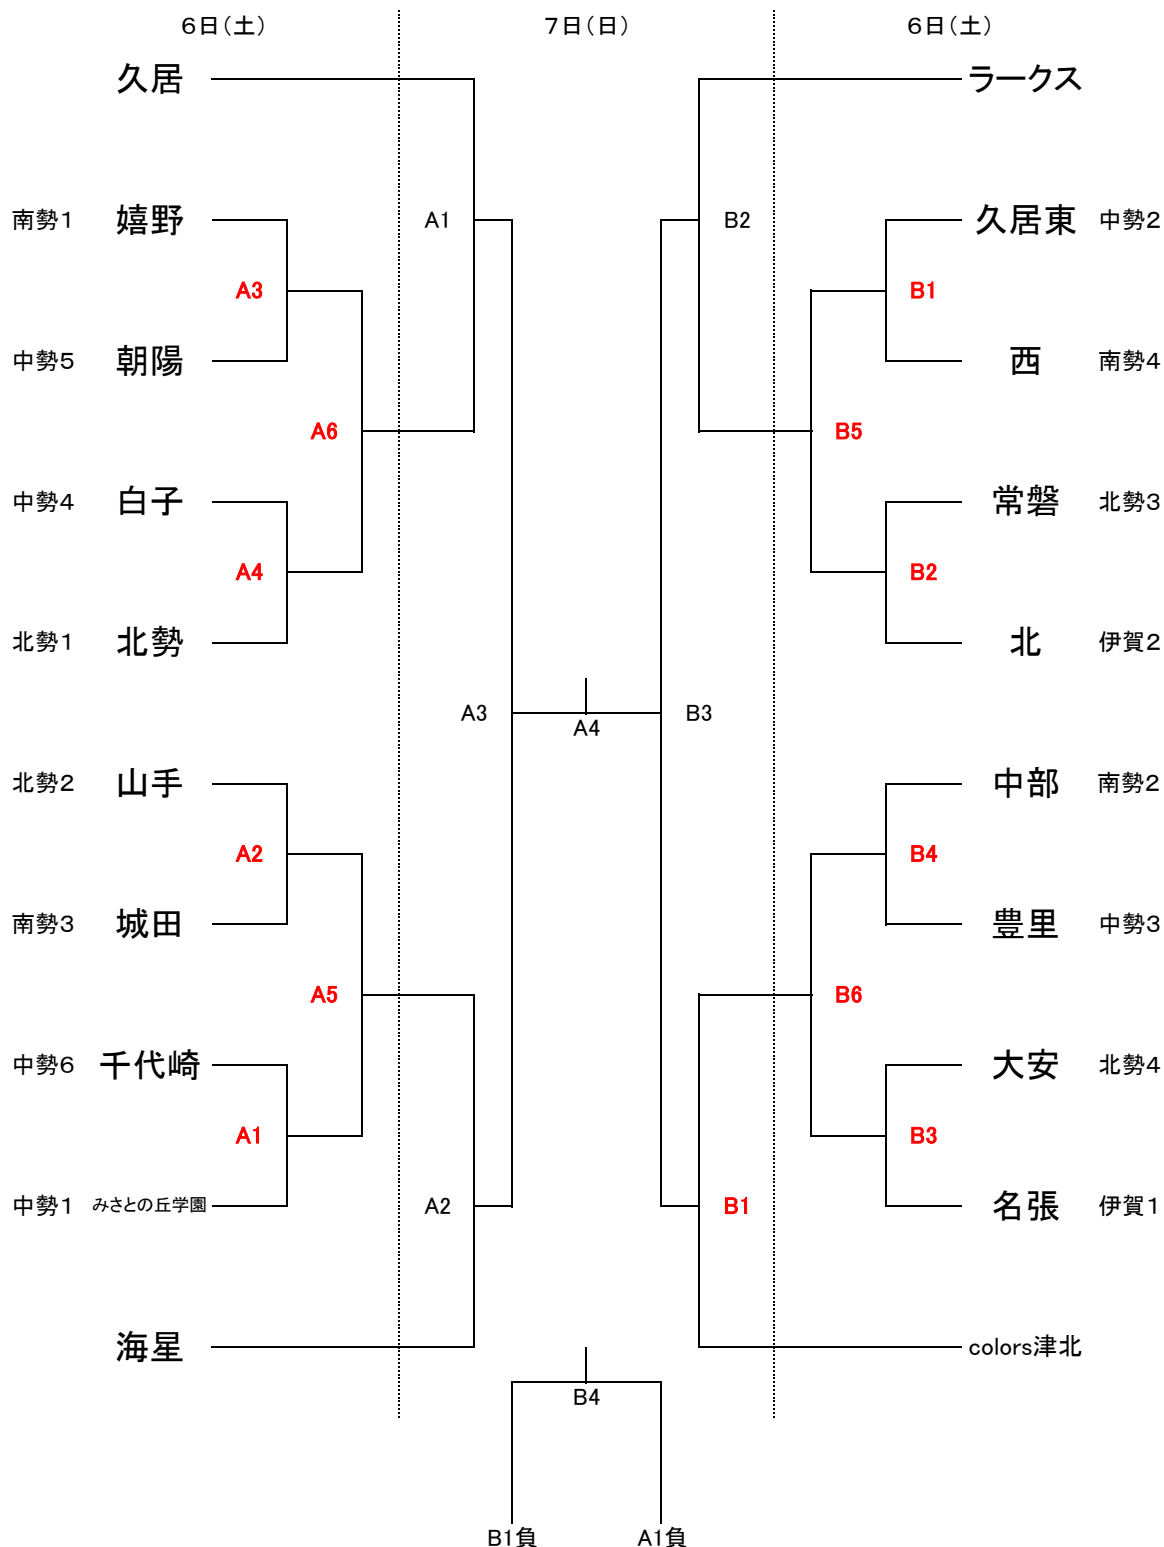 ６日（土） ７日（日） ６日（土）
久居 ラークス
南勢１ 嬉野 A1 B2 久居東 中勢２
A3 B1
中勢５ 朝陽 西 南勢４
A6 B5
中勢４ 白子 常磐 北勢３
A4 B2
北勢１ 北勢 北 伊賀２
A3 A4 B3
北勢２ 山手 中部 南勢２
A2 B4
南勢３ 城田 豊里 中勢３
A5 B6
中勢６ 千代崎 大安 北勢４
A1 B3
中勢１ みさとの丘学園 A2 B1 名張 伊賀１
海星 colors津北
B4
B1負 A1負